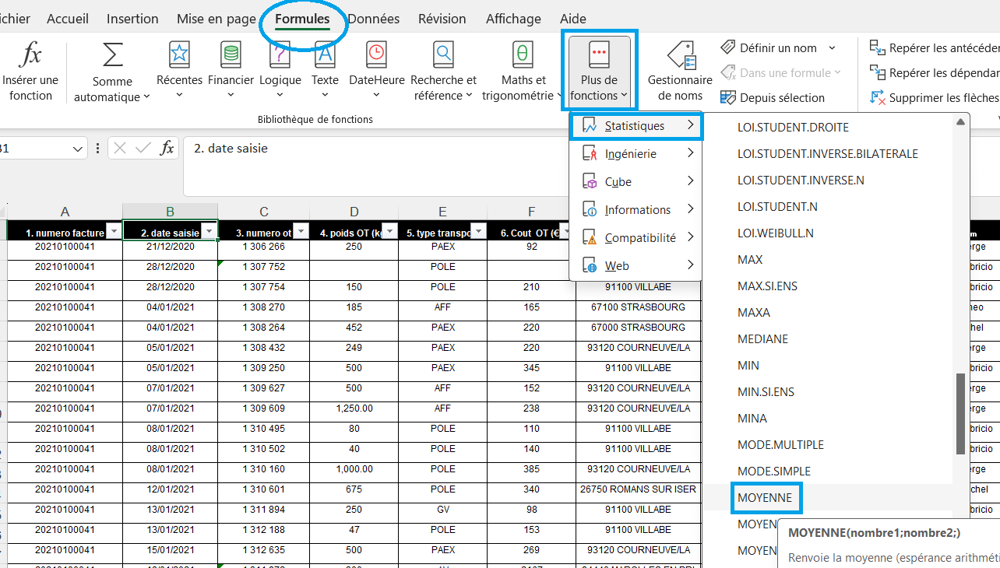 ichier Accueil Insertion Mise en page Formules Données Révision Affichage Aide
Insérer une fonction
Somme automatique
Récentes
Financier
Logique
Texte
DateHeure
Recherche et référence
Maths et trigonométrie
Plus de fonctions
Gestionnaire de noms
Définir un nom
Dans une formule
Depuis sélection
Repérer les antécéder
Repérer les dépendar
Supprimer les flèches
Bibliothèque de fonctions
Statistiques
Ingénierie
Cube
Informations
Compatibilité
Web
LOI.STUDENT.DROITE
LOI.STUDENT.INVERSE.BILATERALE
LOI.STUDENT.INVERSE.N
LOI.STUDENT.N
LOI.WEIBULL.N
MAX
MAX.SI.ENS
MAXA
MEDIANE
MIN
MIN.SI.ENS
MINA
MODE.MULTIPLE
MODE.SIMPLE
MOYENNE
MOYEN
MOYEN
MOYENNE(nombre1;nombre2;)
Renvoie la moyenne (espérance arithméti
31 fx 2. date saisie
A B C D E F
1. numero facture 2. date saisie 3. numero ot 4. poids OT (kg 5. type transpo 6. Cout OT (€
20210100041 21/12/2020 1 306 266 250 PAEX 92 erge
20210100041 28/12/2020 1 307 752 POLE bricio
20210100041 28/12/2020 1 307 754 150 POLE 210 91100 VILLABE bricio
20210100041 04/01/2021 1 308 270 185 AFF 165 67100 STRASBOURG neo
20210100041 04/01/2021 1 308 264 452 PAEX 220 67000 STRASBOURG hel
20210100041 05/01/2021 1 308 432 249 PAEX 220 93120 COURNEUVE/LA erge
20210100041 05/01/2021 1 309 250 500 PAEX 345 91100 VILLABE bricio
20210100041 07/01/2021 1 309 627 500 AFF 152 93120 COURNEUVE/LA erge
20210100041 07/01/2021 1 309 609 1,250.00 AFF 238 93120 COURNEUVE/LA erge
20210100041 08/01/2021 1 310 495 80 POLE 110 91100 VILLABE bricio
20210100041 08/01/2021 1 310 502 40 POLE 140 91100 VILLABE bricio
20210100041 08/01/2021 1 310 160 1,000.00 POLE 385 93120 COURNEUVE/LA erge
20210100041 12/01/2021 1 310 601 675 POLE 340 26750 ROMANS SUR ISER chel
20210100041 13/01/2021 1 311 894 250 GV 98 91100 VILLABE bricio
20210100041 13/01/2021 1 312 188 47 POLE 153 91100 VILLABE
20210100041 15/01/2021 1 312 635 500 PAEX 269 91100 VILLABE